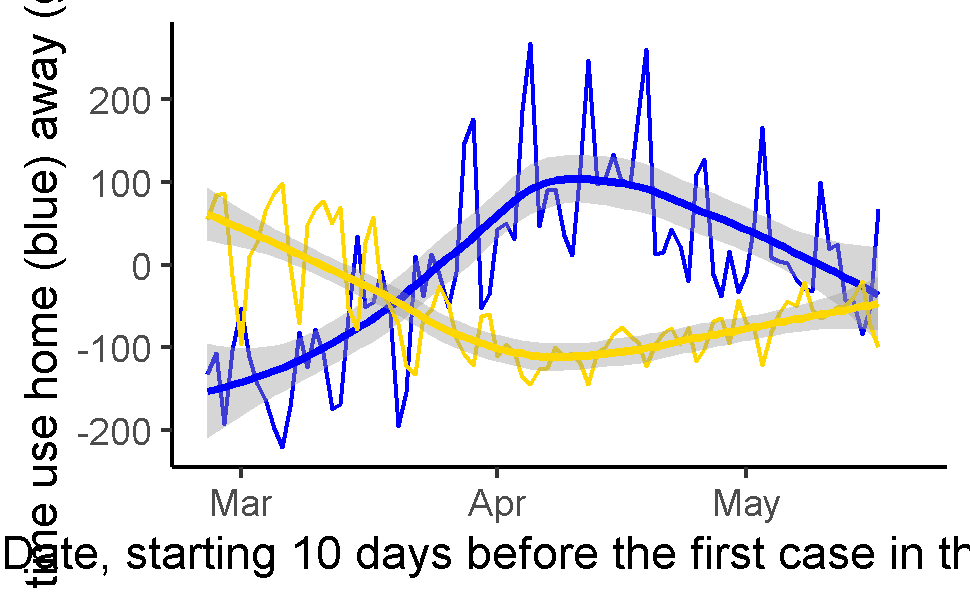 time use home (blue) away (
200
100
0
-100
-200
Mar Apr May
Date, starting 10 days before the first case in th